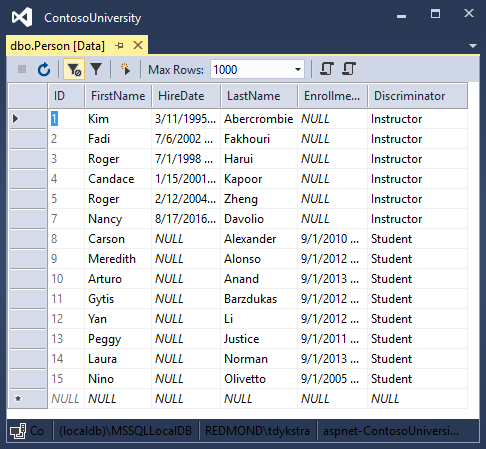 ContosoUniversity
dbo.Person [Data]
Max Rows: 1000
ID FirstName HireDate LastName Enrollme... Discriminator
1 Kim 3/11/1995... Abercrombie NULL Instructor
2 Fadi 7/6/2002 ... Fakhouri NULL Instructor
3 Roger 7/1/1998 ... Harui NULL Instructor
4 Candace 1/15/2001... Kapoor NULL Instructor
5 Roger 2/12/2004... Zheng NULL Instructor
7 Nancy 8/17/2016... Davolio NULL Instructor
8 Carson NULL Alexander 9/1/2010 ... Student
9 Meredith NULL Alonso 9/1/2012 ... Student
10 Arturo NULL Anand 9/1/2013 ... Student
11 Gytis NULL Barzdukas 9/1/2012 ... Student
12 Yan NULL Li 9/1/2012 ... Student
13 Peggy NULL Justice 9/1/2011 ... Student
14 Laura NULL Norman 9/1/2013 ... Student
15 Nino NULL Olivetto 9/1/2005 ... Student
NULL NULL NULL NULL NULL NULL
Co (localdb)\MSSQLLocalDB REDMOND\tdykstra aspnet-ContosoUniversi...